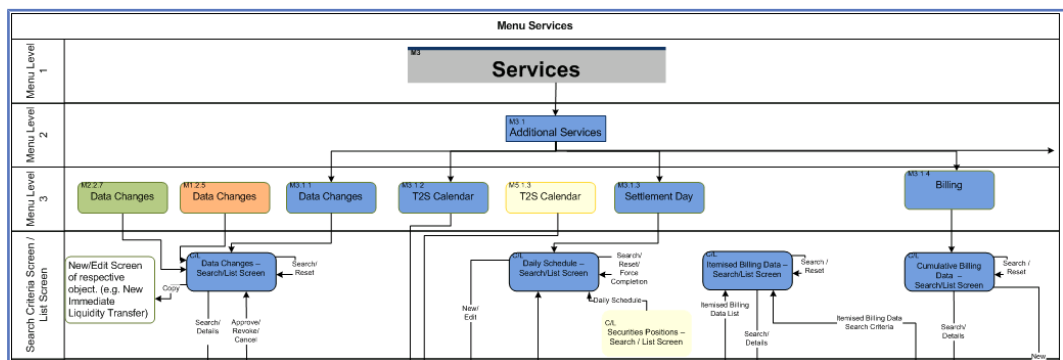 Menu Services
Menu Level
1
M3
Services
Menu Level
2
M3.1
Additional Services
Menu Level
3
M2.2.7
Data Changes
M1.2.5
Data Changes
M3.1.1
Data Changes
M3.1.2
T2S Calendar
M5.1.3
T2S Calendar
M3.1.3
Settlement Day
M3.1.4
Billing
Search Criteria Screen /
List Screen
New/Edit Screen
of respective
object. (e.g. New
Immediate
Liquidity Transfer)
Copy
C/L
Data Changes –
Search/List Screen
Search/
Reset
Search/
Details
Approve/
Revoke/
Cancel
New/
Edit
C/L
Daily Schedule –
Search/List Screen
Search/
Reset/
Force
Completion
Daily Schedule
C/L
Securities Positions –
Search / List Screen
C/L
Itemised Billing Data –
Search/List Screen
Search
/ Reset
Itemised Billing
Data List
Search/
Details
Itemised Billing Data
Search Criteria
C/L
Cumulative Billing
Data –
Search/List Screen
Search
/ Reset
Search/
Details
New